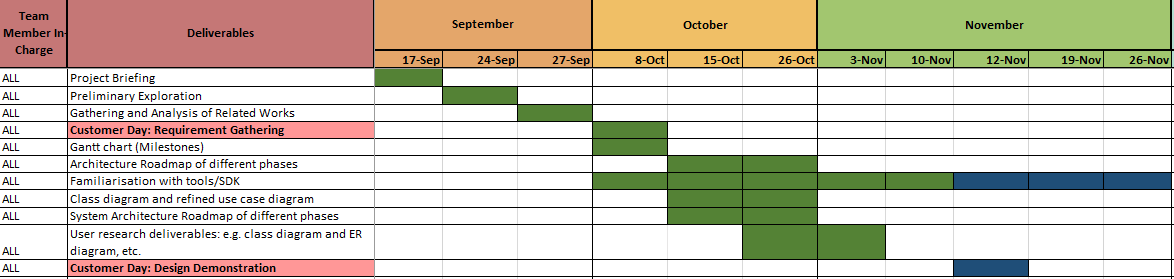 Team Member In-Charge Deliverables September October November
17-Sep 24-Sep 27-Sep 8-Oct 15-Oct 26-Oct 3-Nov 10-Nov 12-Nov 19-Nov 26-Nov
ALL Project Briefing
ALL Preliminary Exploration
ALL Gathering and Analysis of Related Works
ALL Customer Day: Requirement Gathering
ALL Gantt chart (Milestones)
ALL Architecture Roadmap of different phases
ALL Familiarisation with tools/SDK
ALL Class diagram and refined use case diagram
ALL System Architecture Roadmap of different phases
User research deliverables: e.g. class diagram and ER
ALL diagram, etc.
ALL Customer Day: Design Demonstration